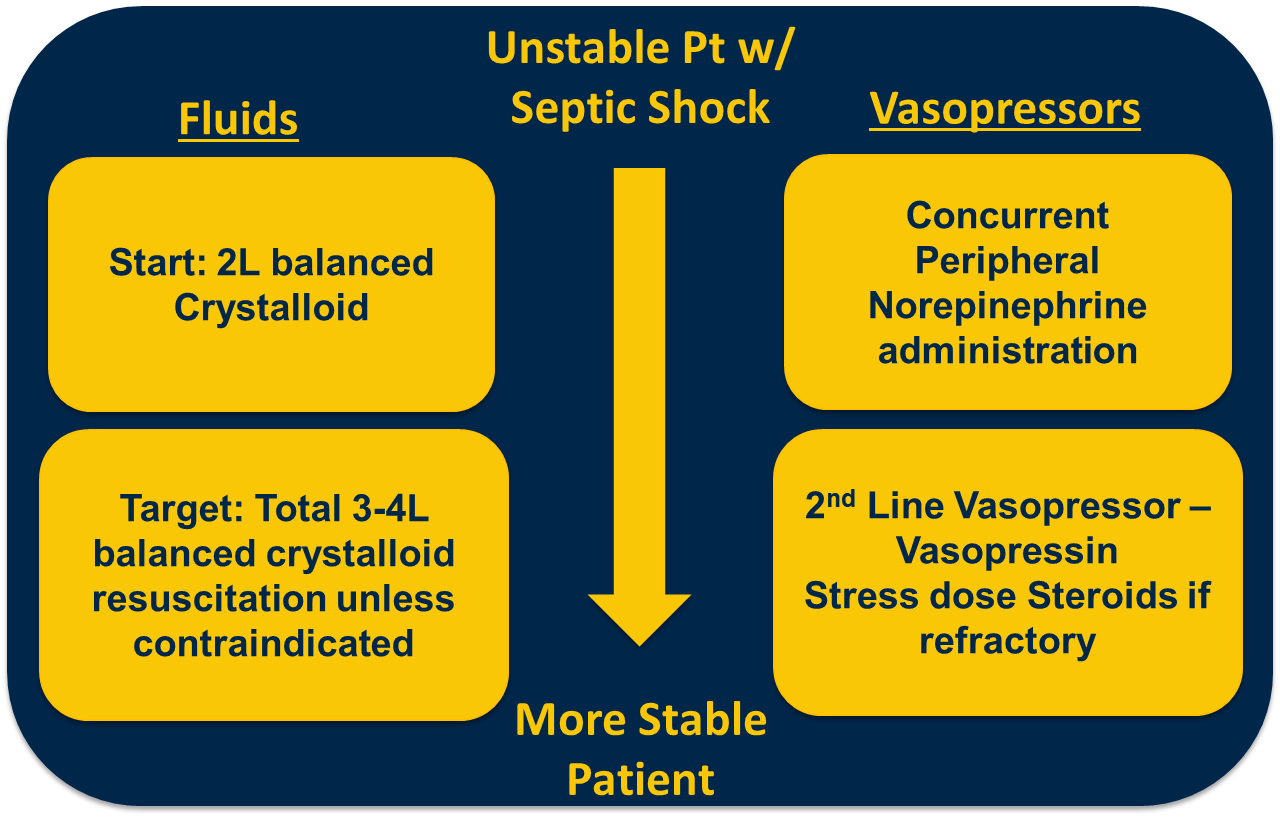 Unstable Pt w/
Septic Shock
Fluids
Start: 2L balanced
Crystalloid
Target: Total 3-4L
balanced crystalloid
resuscitation unless
contraindicated
Vasopressors
Concurrent
Peripheral
Norepinephrine
administration
2nd Line Vasopressor –
Vasopressin
Stress dose Steroids if
refractory
More Stable
Patient